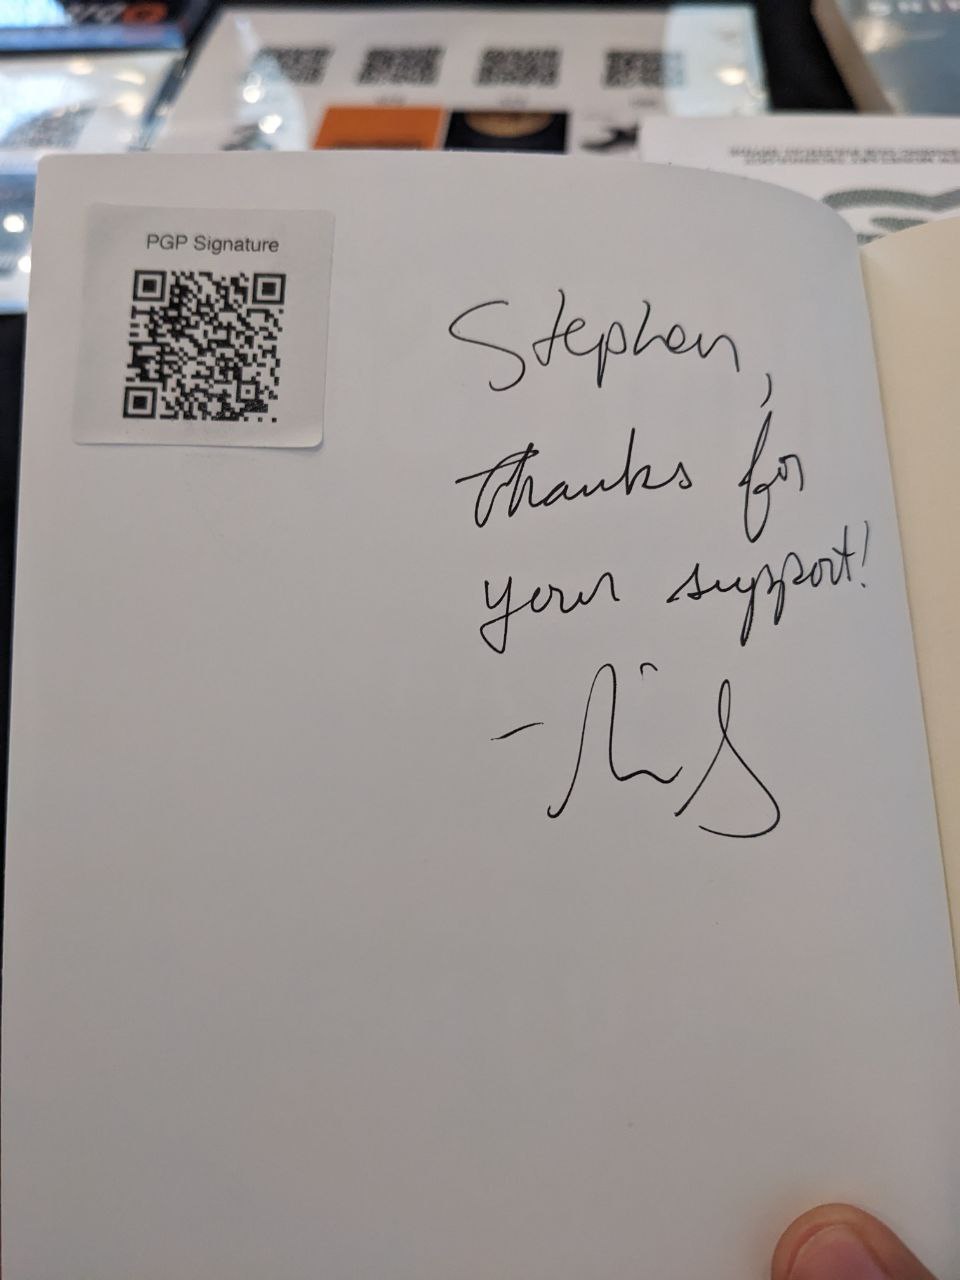 PGP Signature
Stephen,
thanks for
your support!